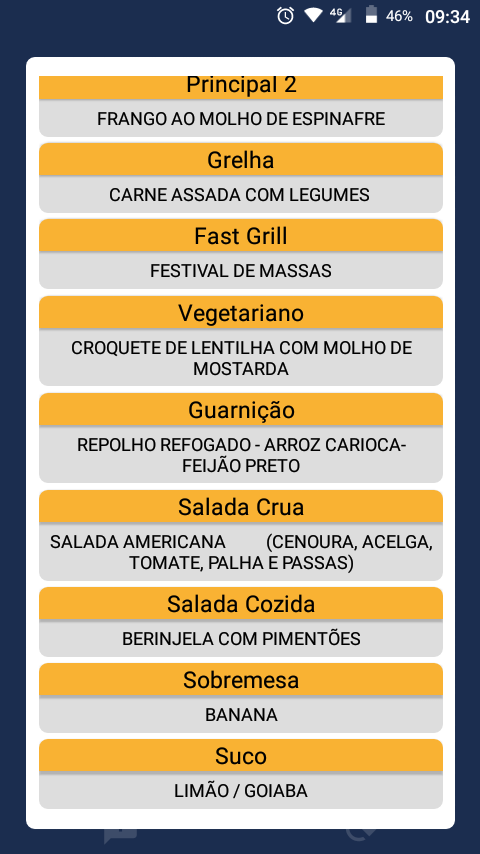 4G 46% 09:34
Principal 2
FRANGO AO MOLHO DE ESPINAFRE
Grelha
CARNE ASSADA COM LEGUMES
Fast Grill
FESTIVAL DE MASSAS
Vegetariano
CROQUETE DE LENTILHA COM MOLHO DE
MOSTARDA
Guarnição
REPOLHO REFOGADO - ARROZ CARIOCA-
FEIJÃO PRETO
Salada Crua
SALADA AMERICANA (CENOURA, ACELGA,
TOMATE, PALHA E PASSAS)
Salada Cozida
BERINJELA COM PIMENTÕES
Sobremesa
BANANA
Suco
LIMÃO / GOIABA